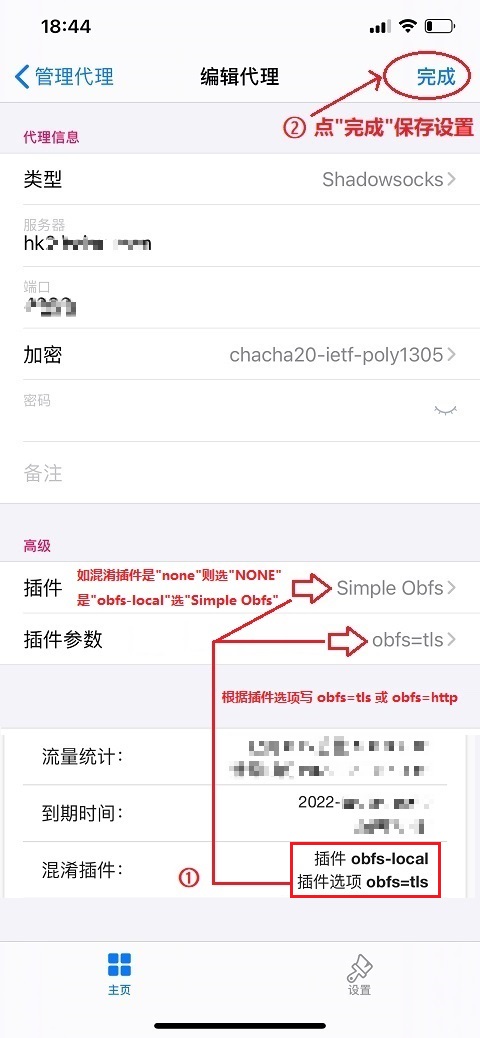 18:44
管理代理
编辑代理
完成
② 点"完成"保存设置
代理信息
类型
Shadowsocks
服务器
端口
加密
chacha20-ietf-poly1305
密码
备注
高级
插件
如混淆插件是"none"则选"NONE"
是"obfs-local"选"Simple Obfs"
Simple Obfs
插件参数
obfs=tls
根据插件选项写 obfs=tls 或 obfs=http
流量统计:
到期时间:
2022-
混淆插件:
①
插件 obfs-local
插件选项 obfs=tls
主页
设置